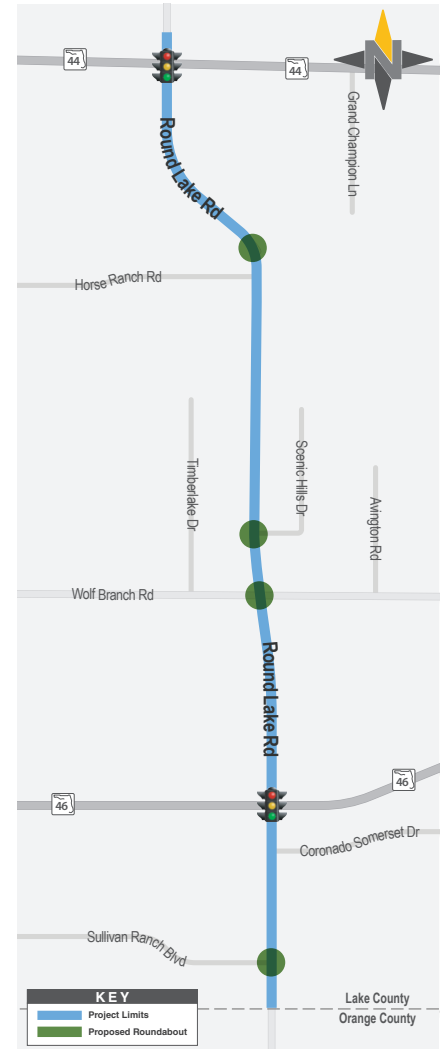 44
44
N
Grand Champion Ln
Round Lake Rd
Horse Ranch Rd
Timberlake Dr
Scenic Hills Dr
Avington Rd
Wolf Branch Rd
Round Lake Rd
46
46
Coronado Somerset Dr
Sullivan Ranch Blvd
Lake County
Orange County
KEY
Project Limits
Proposed Roundabout